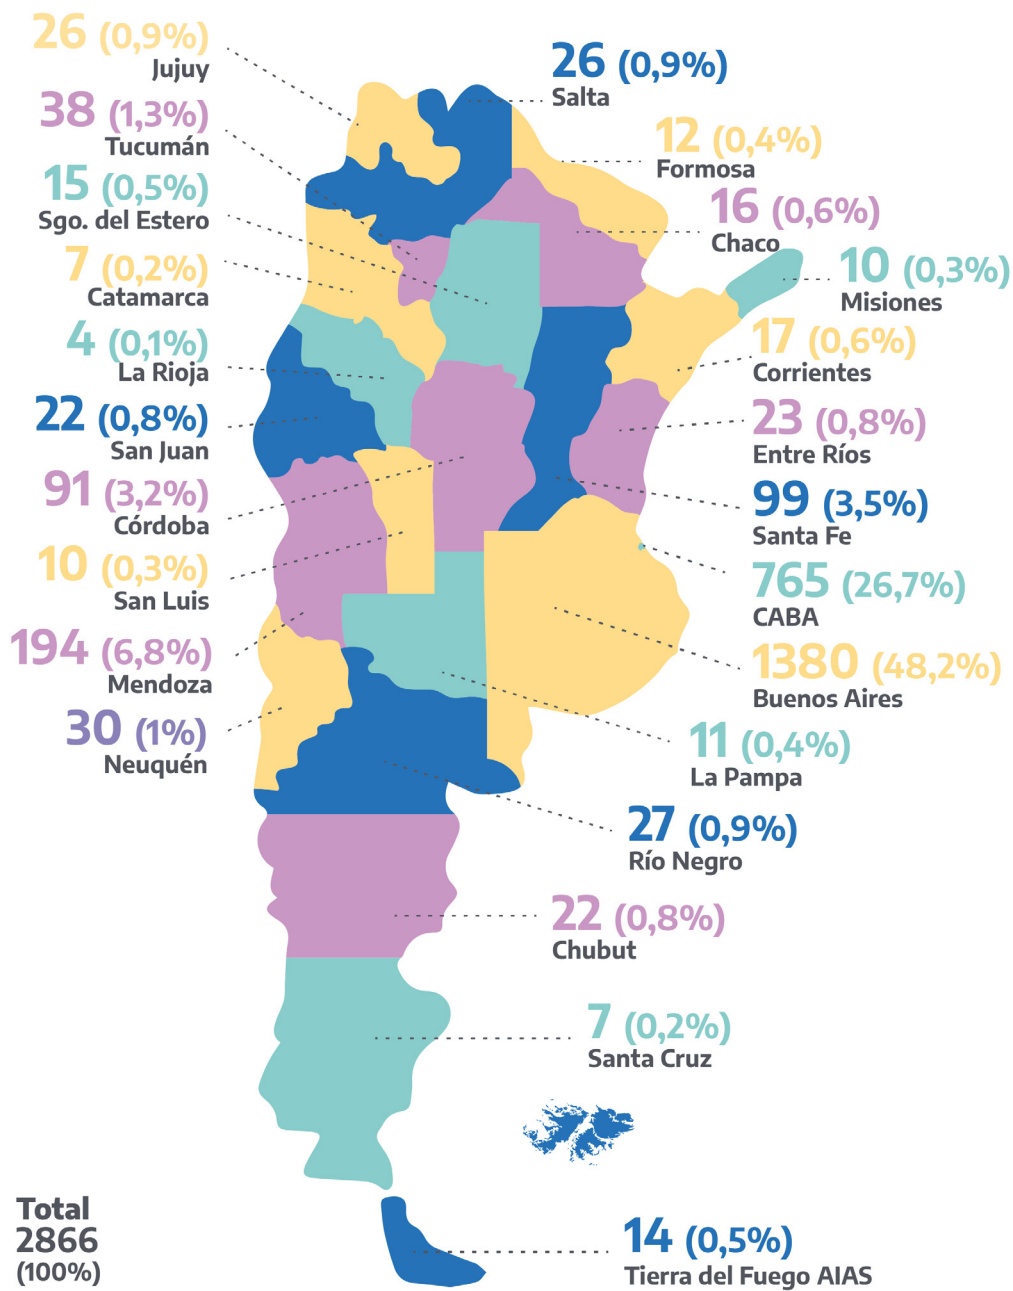 26 (0,9%)
Jujuy
38 (1,3%)
Tucumán
15 (0,5%)
Sgo. del Estero
7 (0,2%)
Catamarca
4 (0,1%)
La Rioja
22 (0,8%)
San Juan
91 (3,2%)
Córdoba
10 (0,3%)
San Luis
194 (6,8%)
Mendoza
30 (1%)
Neuquén
26 (0,9%)
Salta
12 (0,4%)
Formosa
16 (0,6%)
Chaco
10 (0,3%)
Misiones
17 (0,6%)
Corrientes
23 (0,8%)
Entre Ríos
99 (3,5%)
Santa Fe
765 (26,7%)
CABA
1380 (48,2%)
Buenos Aires
11 (0,4%)
La Pampa
27 (0,9%)
Río Negro
22 (0,8%)
Chubut
7 (0,2%)
Santa Cruz
14 (0,5%)
Tierra del Fuego AIAS
Total
2866
(100%)